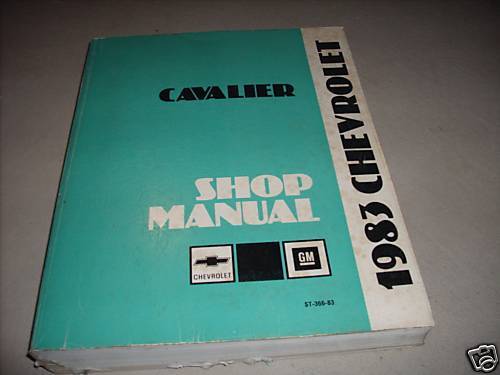 CAVALIER
SHOP
MANUAL
CHEVROLET
GM
ST-366-83
1983 CHEVROLET